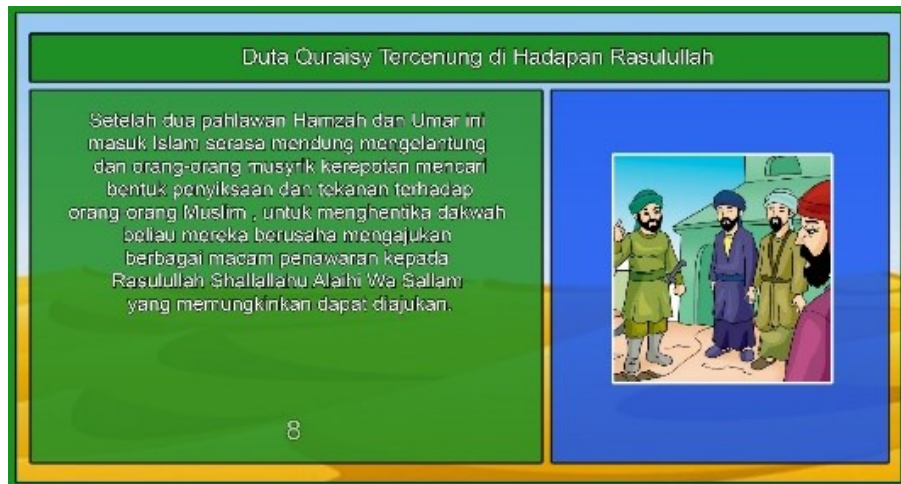 Duta Quraisy Tercenung di Hadapan Rasulullah
Setelah dua pahlawan Hamzah dan Umar ini
masuk Islam serasa mendung mengelantung
dan orang-orang musyrik kerepotan mencari
bentuk penyiksaan dan tekanan terhadap
orang orang Muslim , untuk menghentika dakwah
beliau mereka berusaha mengajukan
berbagai macam penawaran kepada
Rasulullah Shallallahu Alaihi Wa Sallam
yang memungkinkan dapat diajukan.
8